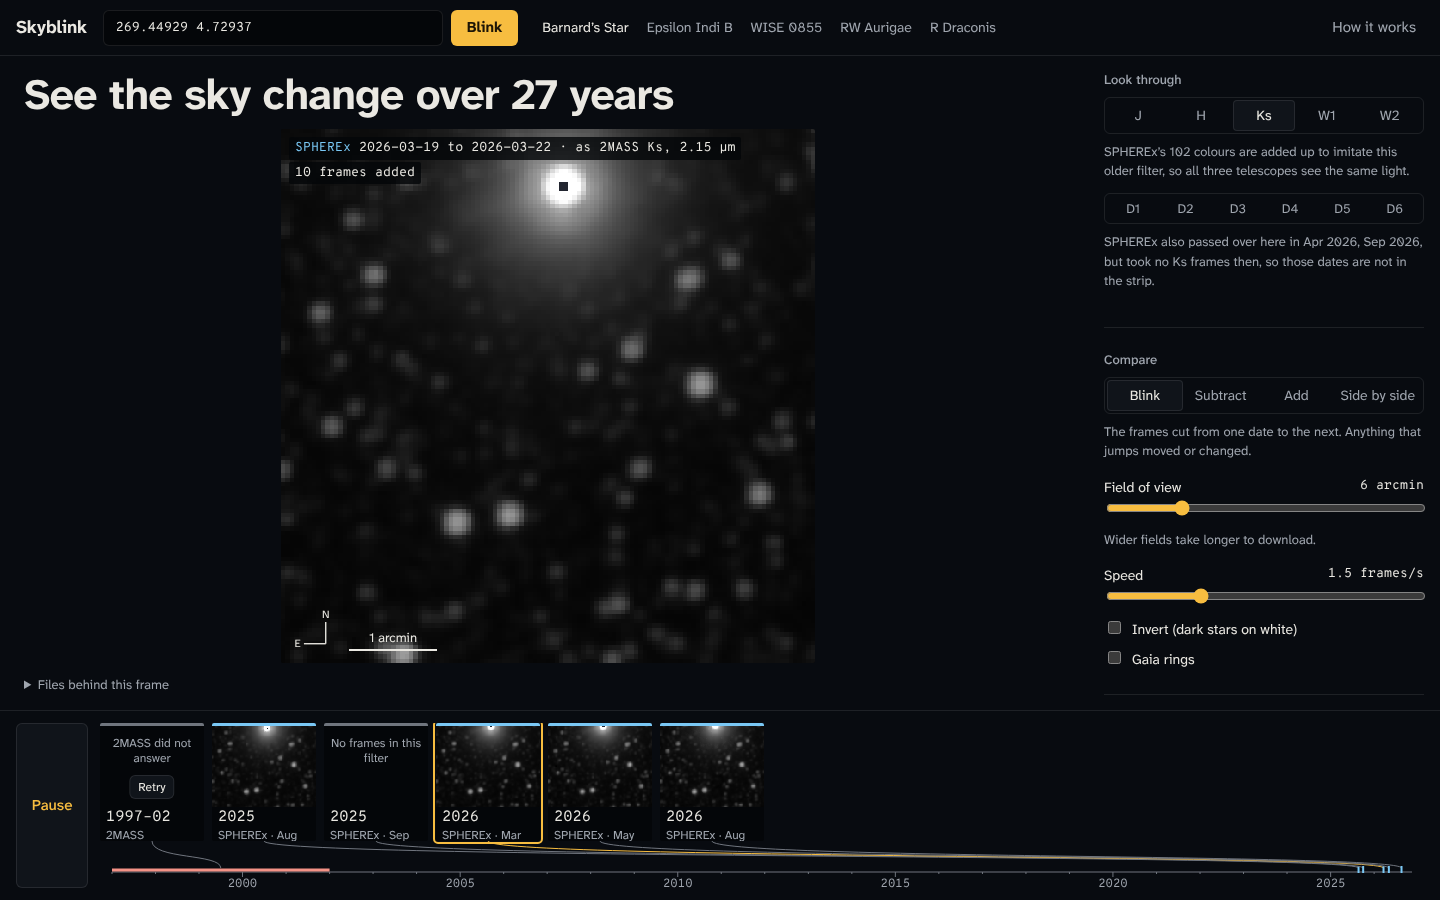 Skyblink
269.44929 4.72937
Blink
Barnard's Star
Epsilon Indi B
WISE 0855
RW Aurigae
R Draconis
How it works
See the sky change over 27 years
SPHEREx 2026-03-19 to 2026-03-22 · as 2MASS Ks, 2.15 µm
10 frames added
N
E
1 arcmin
Files behind this frame
Look through
J
H
Ks
W1
W2
SPHEREx's 102 colours are added up to imitate this
older filter, so all three telescopes see the same light.
D1
D2
D3
D4
D5
D6
SPHEREx also passed over here in Apr 2026, Sep 2026,
but took no Ks frames then, so those dates are not in
the strip.
Compare
Blink
Subtract
Add
Side by side
The frames cut from one date to the next. Anything that
jumps moved or changed.
Field of view
6 arcmin
Wider fields take longer to download.
Speed
1.5 frames/s
Invert (dark stars on white)
Gaia rings
Pause
2MASS did not
answer
Retry
1997-02
2MASS
2025
SPHEREx · Aug
No frames in this
filter
2025
SPHEREx · Sep
2026
SPHEREx · Mar
2026
SPHEREx · May
2026
SPHEREx · Aug
2000
2005
2010
2015
2020
2025